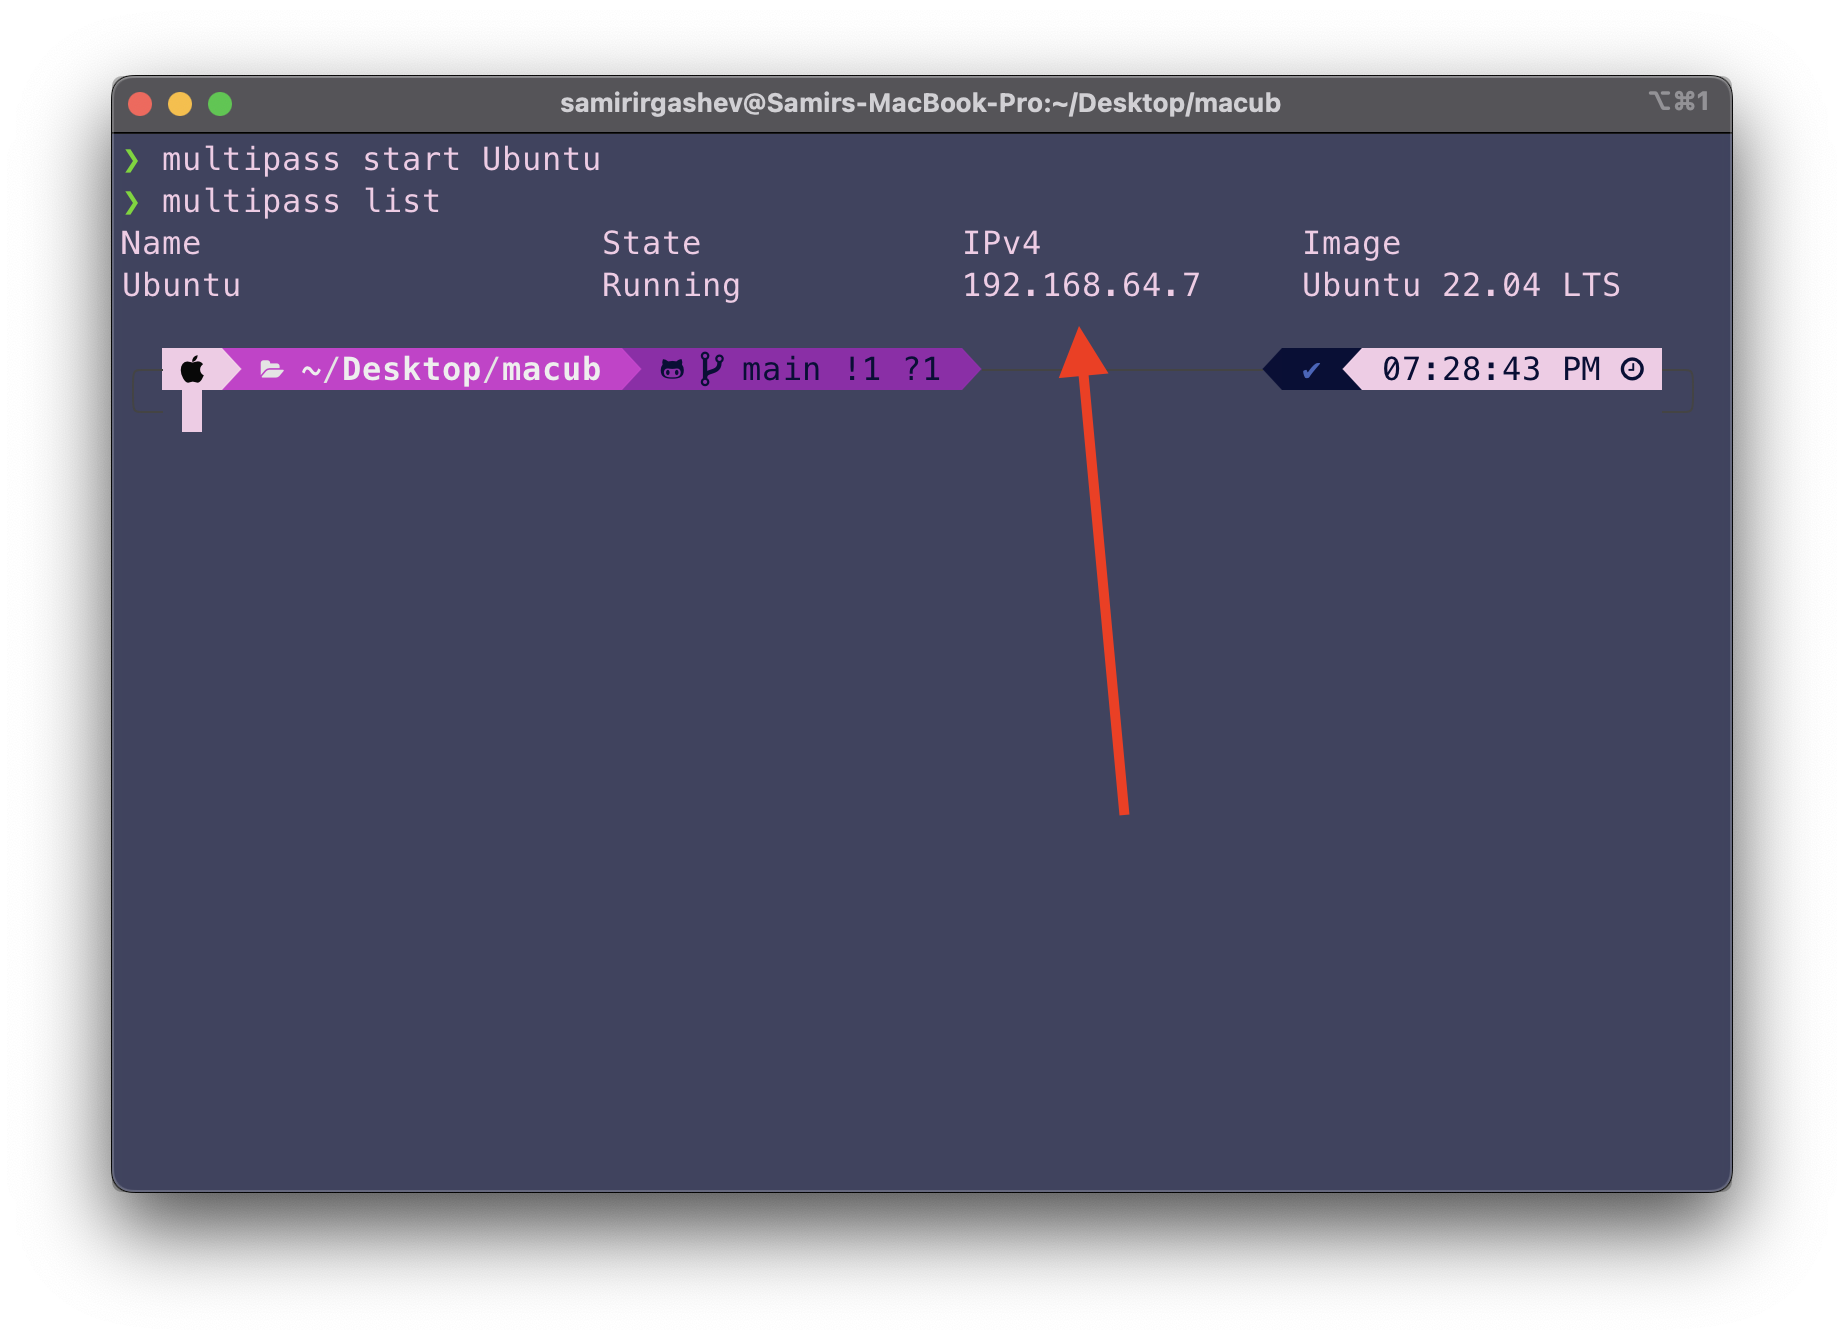 samirirgashev@Samirs-MacBook-Pro:~/Desktop/macub ⌥⌘1
❯ multipass start Ubuntu
❯ multipass list
Name State IPv4 Image
Ubuntu Running 192.168.64.7 Ubuntu 22.04 LTS
~/Desktop/macub main !1 ?1 ✔ 07:28:43 PM